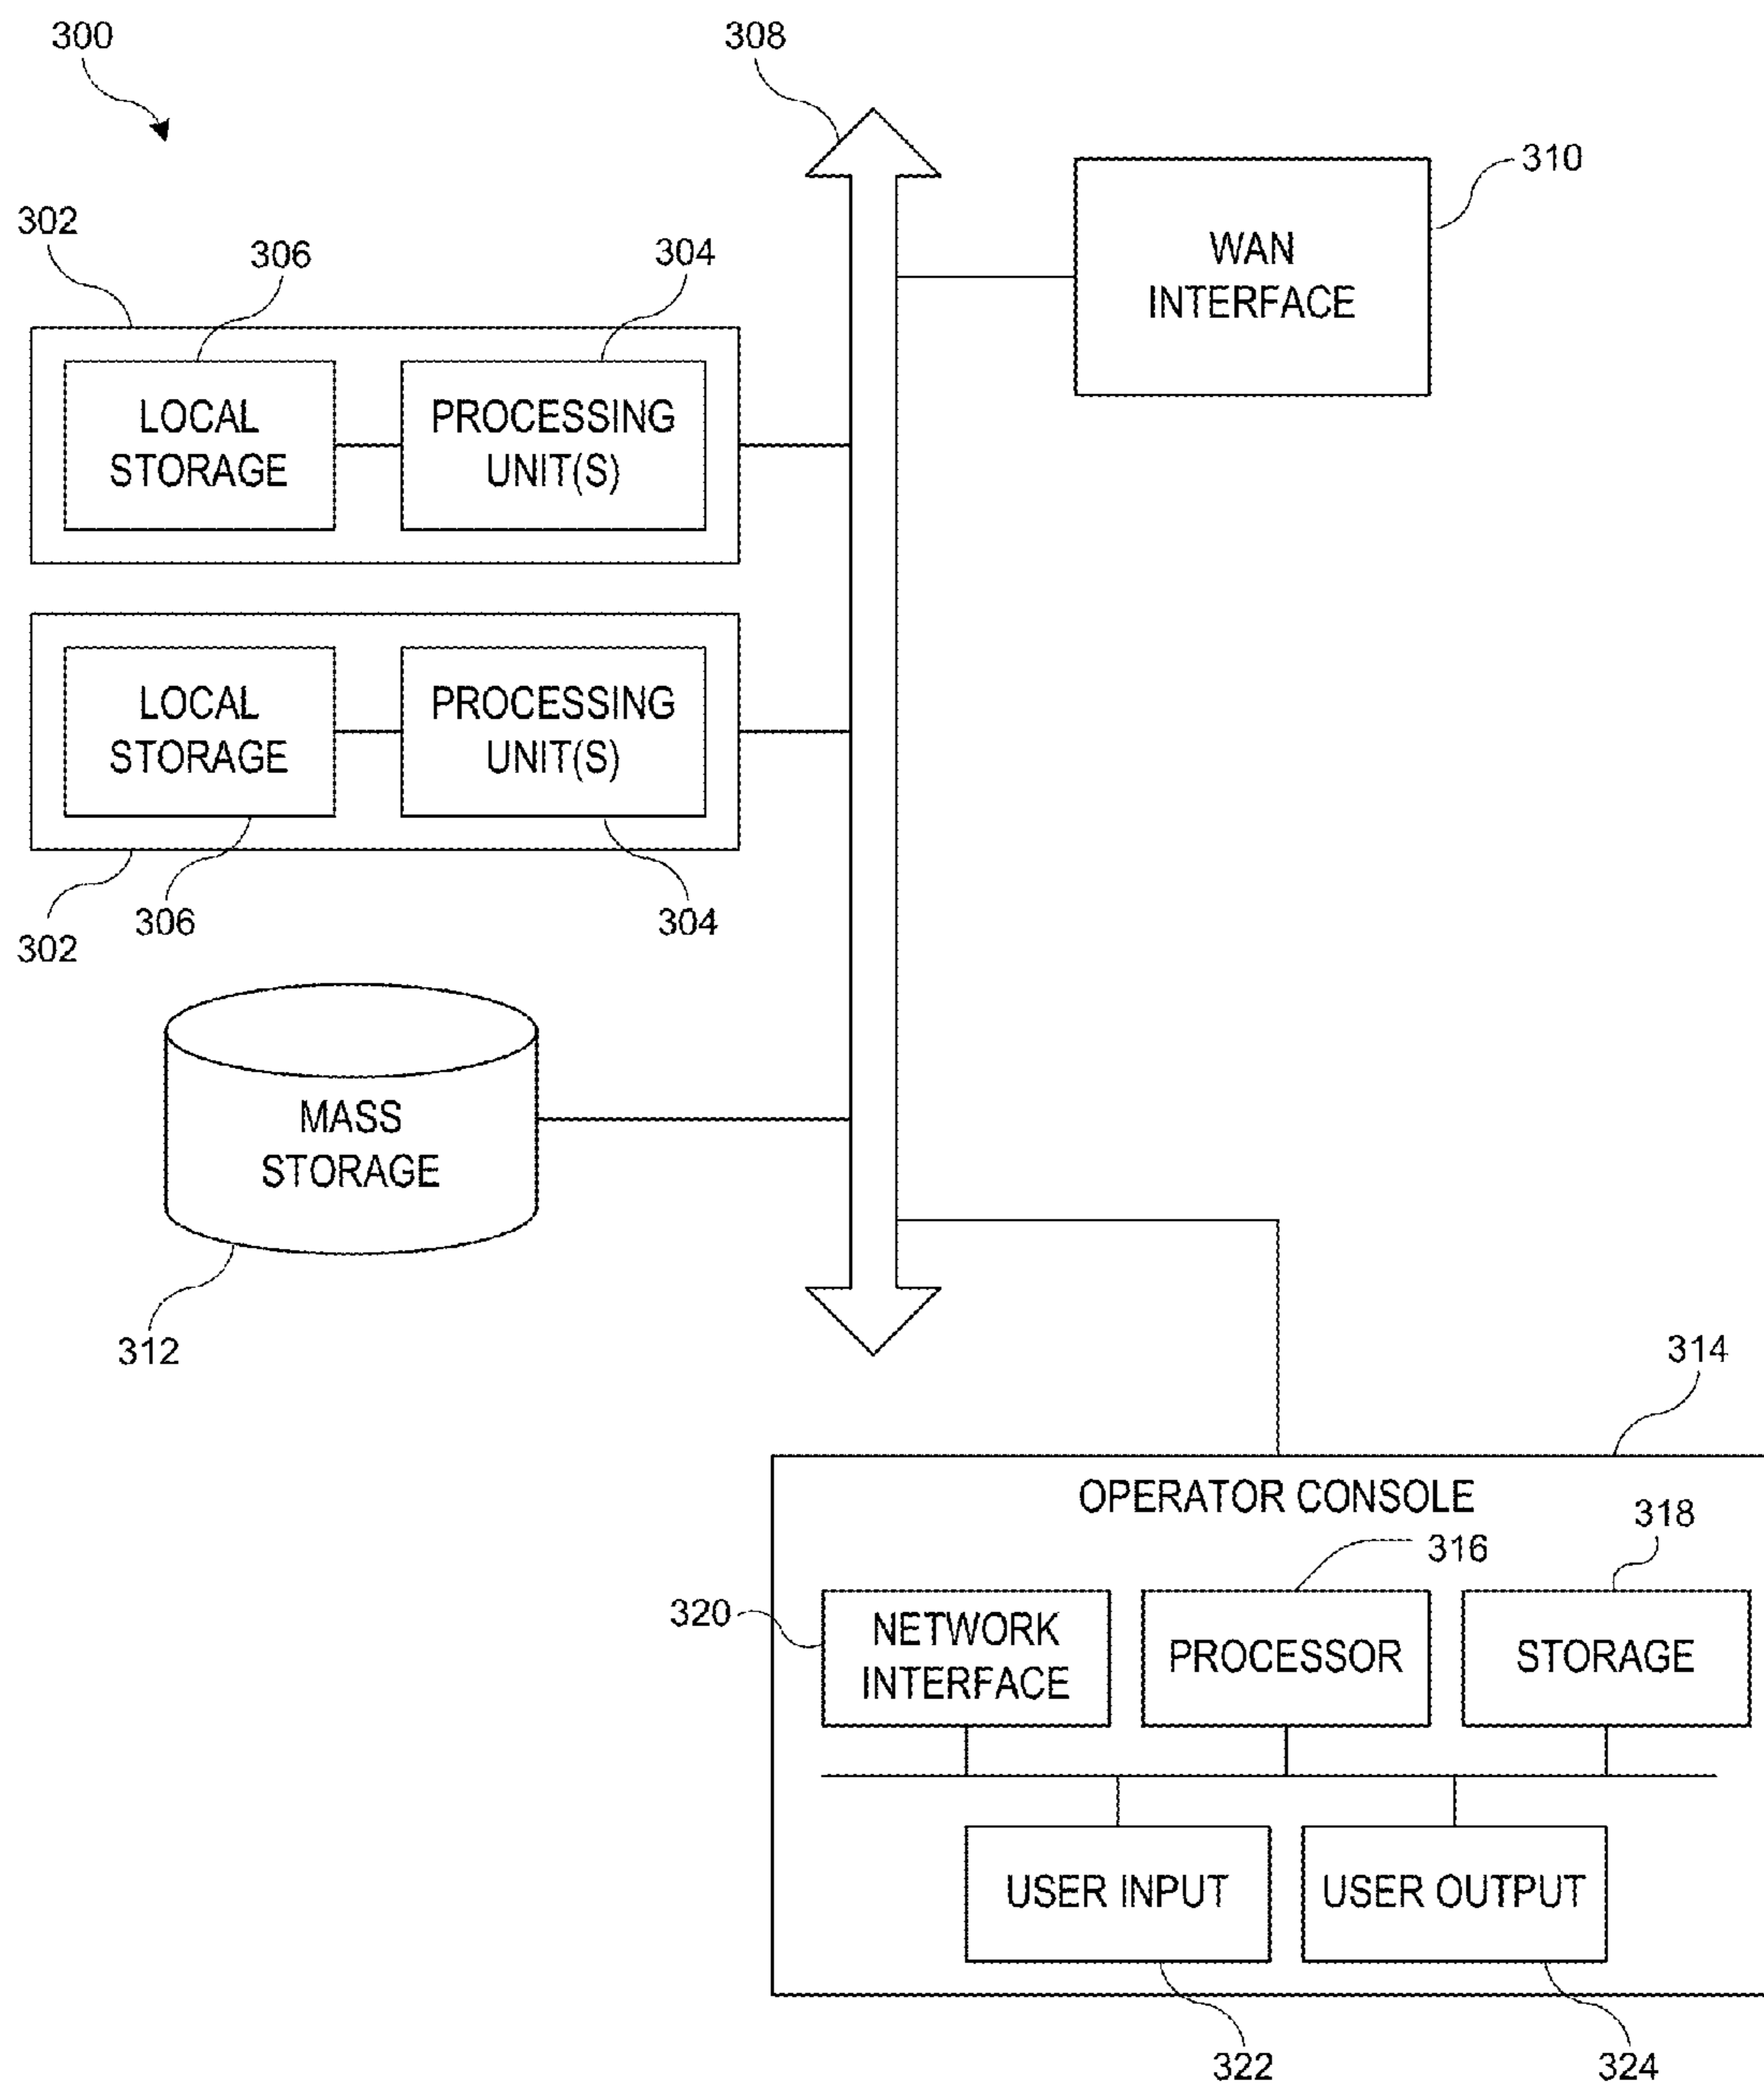 300
308
310
WAN
INTERFACE
302
306
304
LOCAL
STORAGE
PROCESSING
UNIT(S)
LOCAL
STORAGE
PROCESSING
UNIT(S)
306
304
302
MASS
STORAGE
312
314
OPERATOR CONSOLE
318
316
320
NETWORK
INTERFACE
PROCESSOR
STORAGE
USER INPUT
USER OUTPUT
322
324